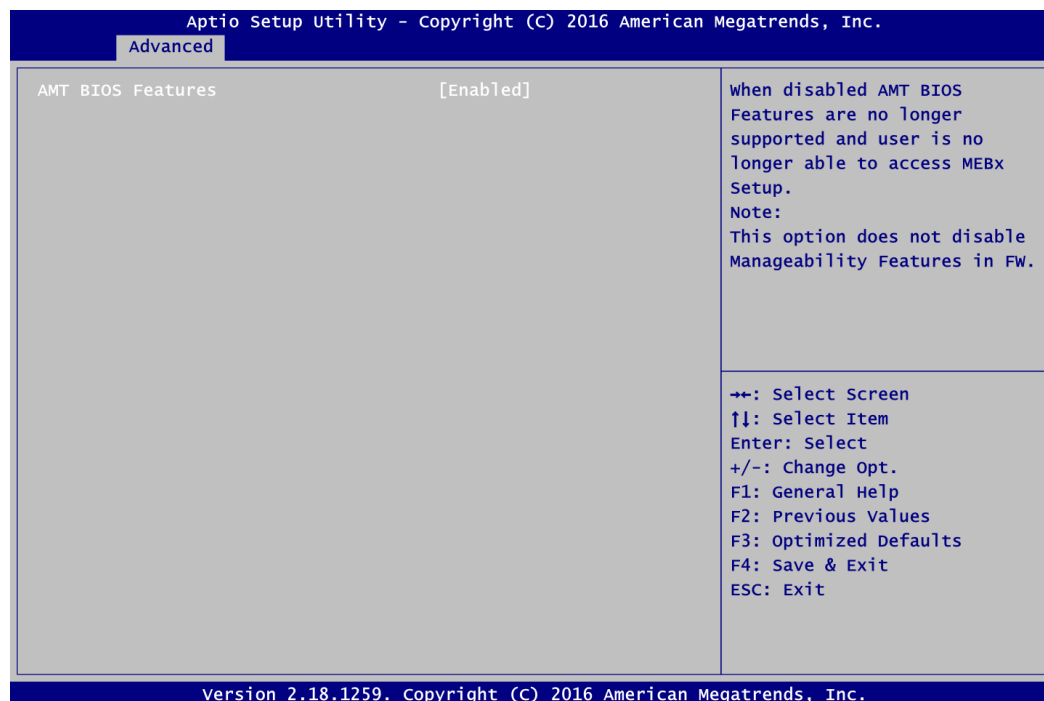 Aptio Setup Utility – Copyright (C) 2016 American Megatrends, Inc.
Advanced
AMT BIOS Features [Enabled]
When disabled AMT BIOS
Features are no longer
supported and user is no
longer able to access MEBx
Setup.
Note:
This option does not disable
Manageability Features in FW.
→←: Select Screen
↑↓: Select Item
Enter: Select
+/-: Change Opt.
F1: General Help
F2: Previous Values
F3: Optimized Defaults
F4: Save & Exit
ESC: Exit
Version 2.18.1259. Copyright (C) 2016 American Megatrends, Inc.